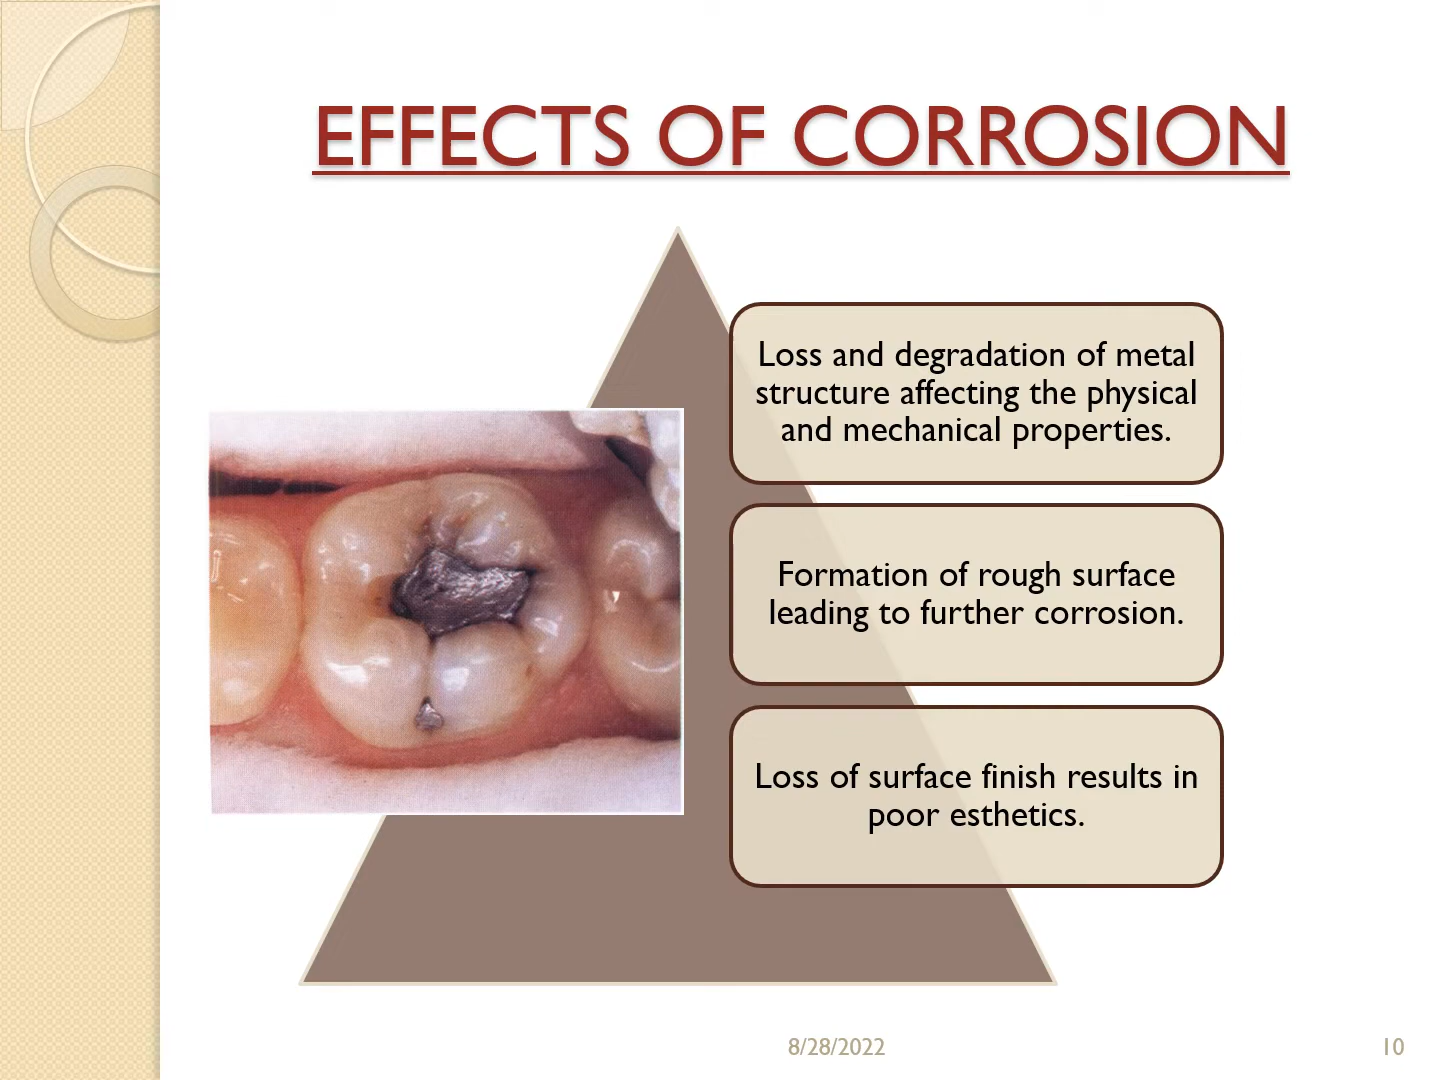 EFFECTS OF CORROSION
Loss and degradation of metal
structure affecting the physical
and mechanical properties.
Formation of rough surface
leading to further corrosion.
Loss of surface finish results in
poor esthetics.
8/28/2022
10